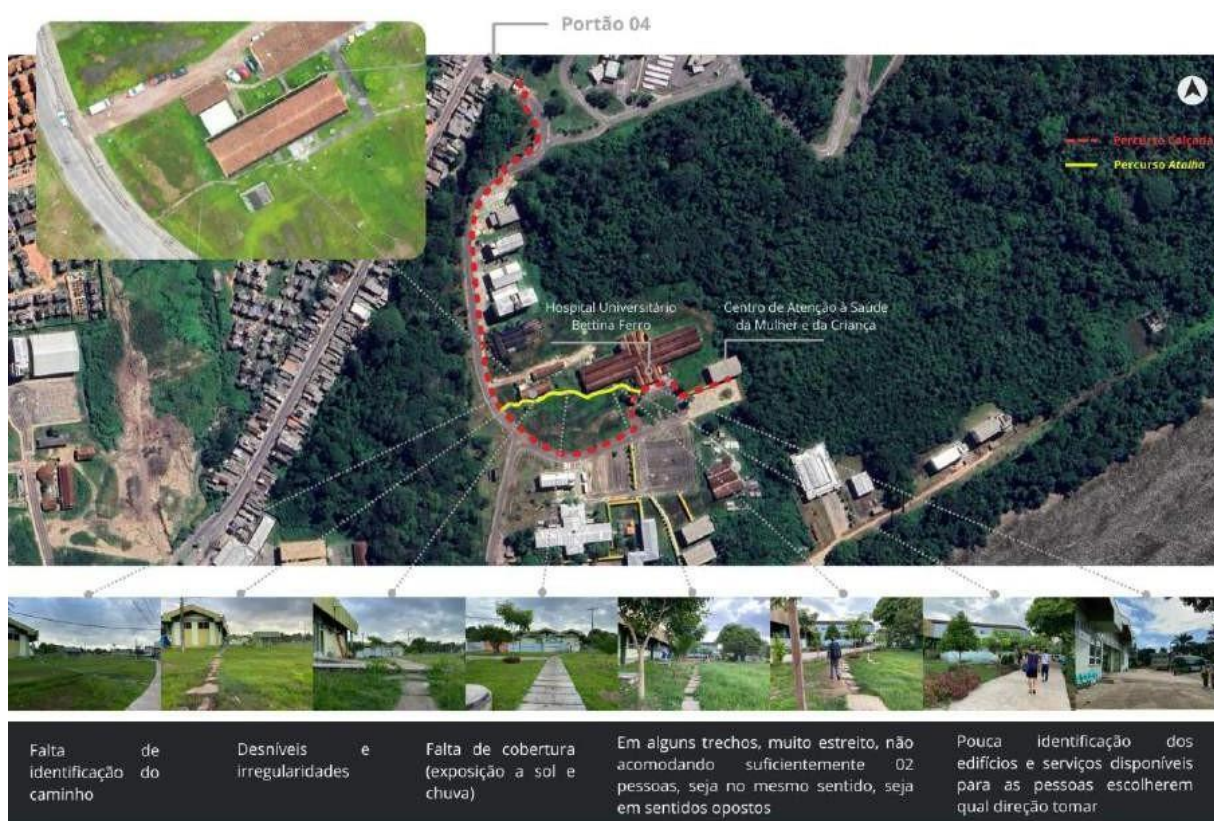 Portão 04
Percurso Calçada
Percurso Atalho
Hospital Universitário
Bettina Ferro
Centro de Atenção à Saúde
da Mulher e da Criança
Falta de
identificação do
caminho
Desníveis e
irregularidades
Falta de cobertura
(exposição a sol e
chuva)
Em alguns trechos, muito estreito, não
acomodando suficientemente 02
pessoas, seja no mesmo sentido, seja
em sentidos opostos
Pouca identificação dos
edifícios e serviços disponíveis
para as pessoas escolherem
qual direção tomar